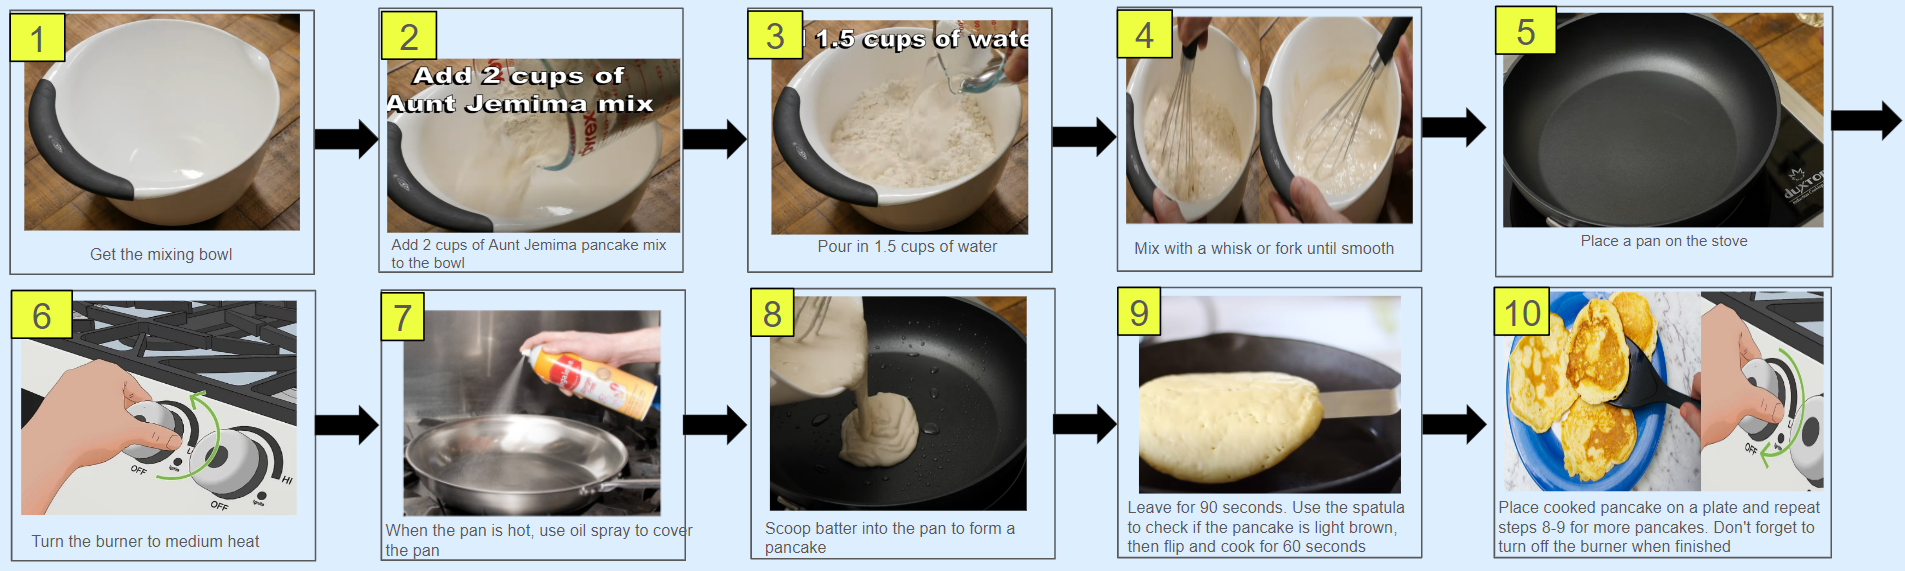 1
Get the mixing bowl
2
Add 2 cups of
Aunt Jemima mix
PYREX
Add 2 cups of Aunt Jemima pancake mix
to the bowl
3
1.5 cups of wate
Pour in 1.5 cups of water
4
Mix with a whisk or fork until smooth
5
duxtop
Place a pan on the stove
6
OFF
Ignite
OFF
Ignite
HI
Turn the burner to medium heat
7
When the pan is hot, use oil spray to cover
the pan
8
Scoop batter into the pan to form a
pancake
9
Leave for 90 seconds. Use the spatula
to check if the pancake is light brown,
then flip and cook for 60 seconds
10
OFF
Place cooked pancake on a plate and repeat
steps 8-9 for more pancakes. Don't forget to
turn off the burner when finished